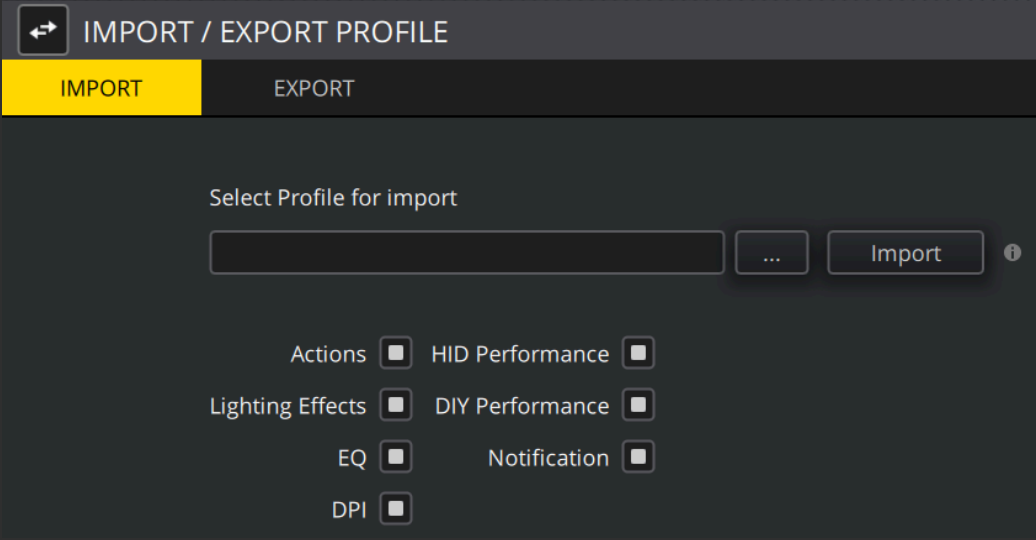 IMPORT / EXPORT PROFILE
IMPORT EXPORT
Select Profile for import
... Import
Actions HID Performance
Lighting Effects DIY Performance
EQ Notification
DPI